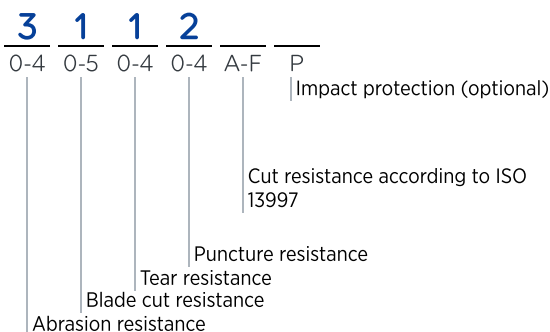 3 1 1 2
0-4 0-5 0-4 0-4 A-F P
Impact protection (optional)
Cut resistance according to ISO
13997
Puncture resistance
Tear resistance
Blade cut resistance
Abrasion resistance